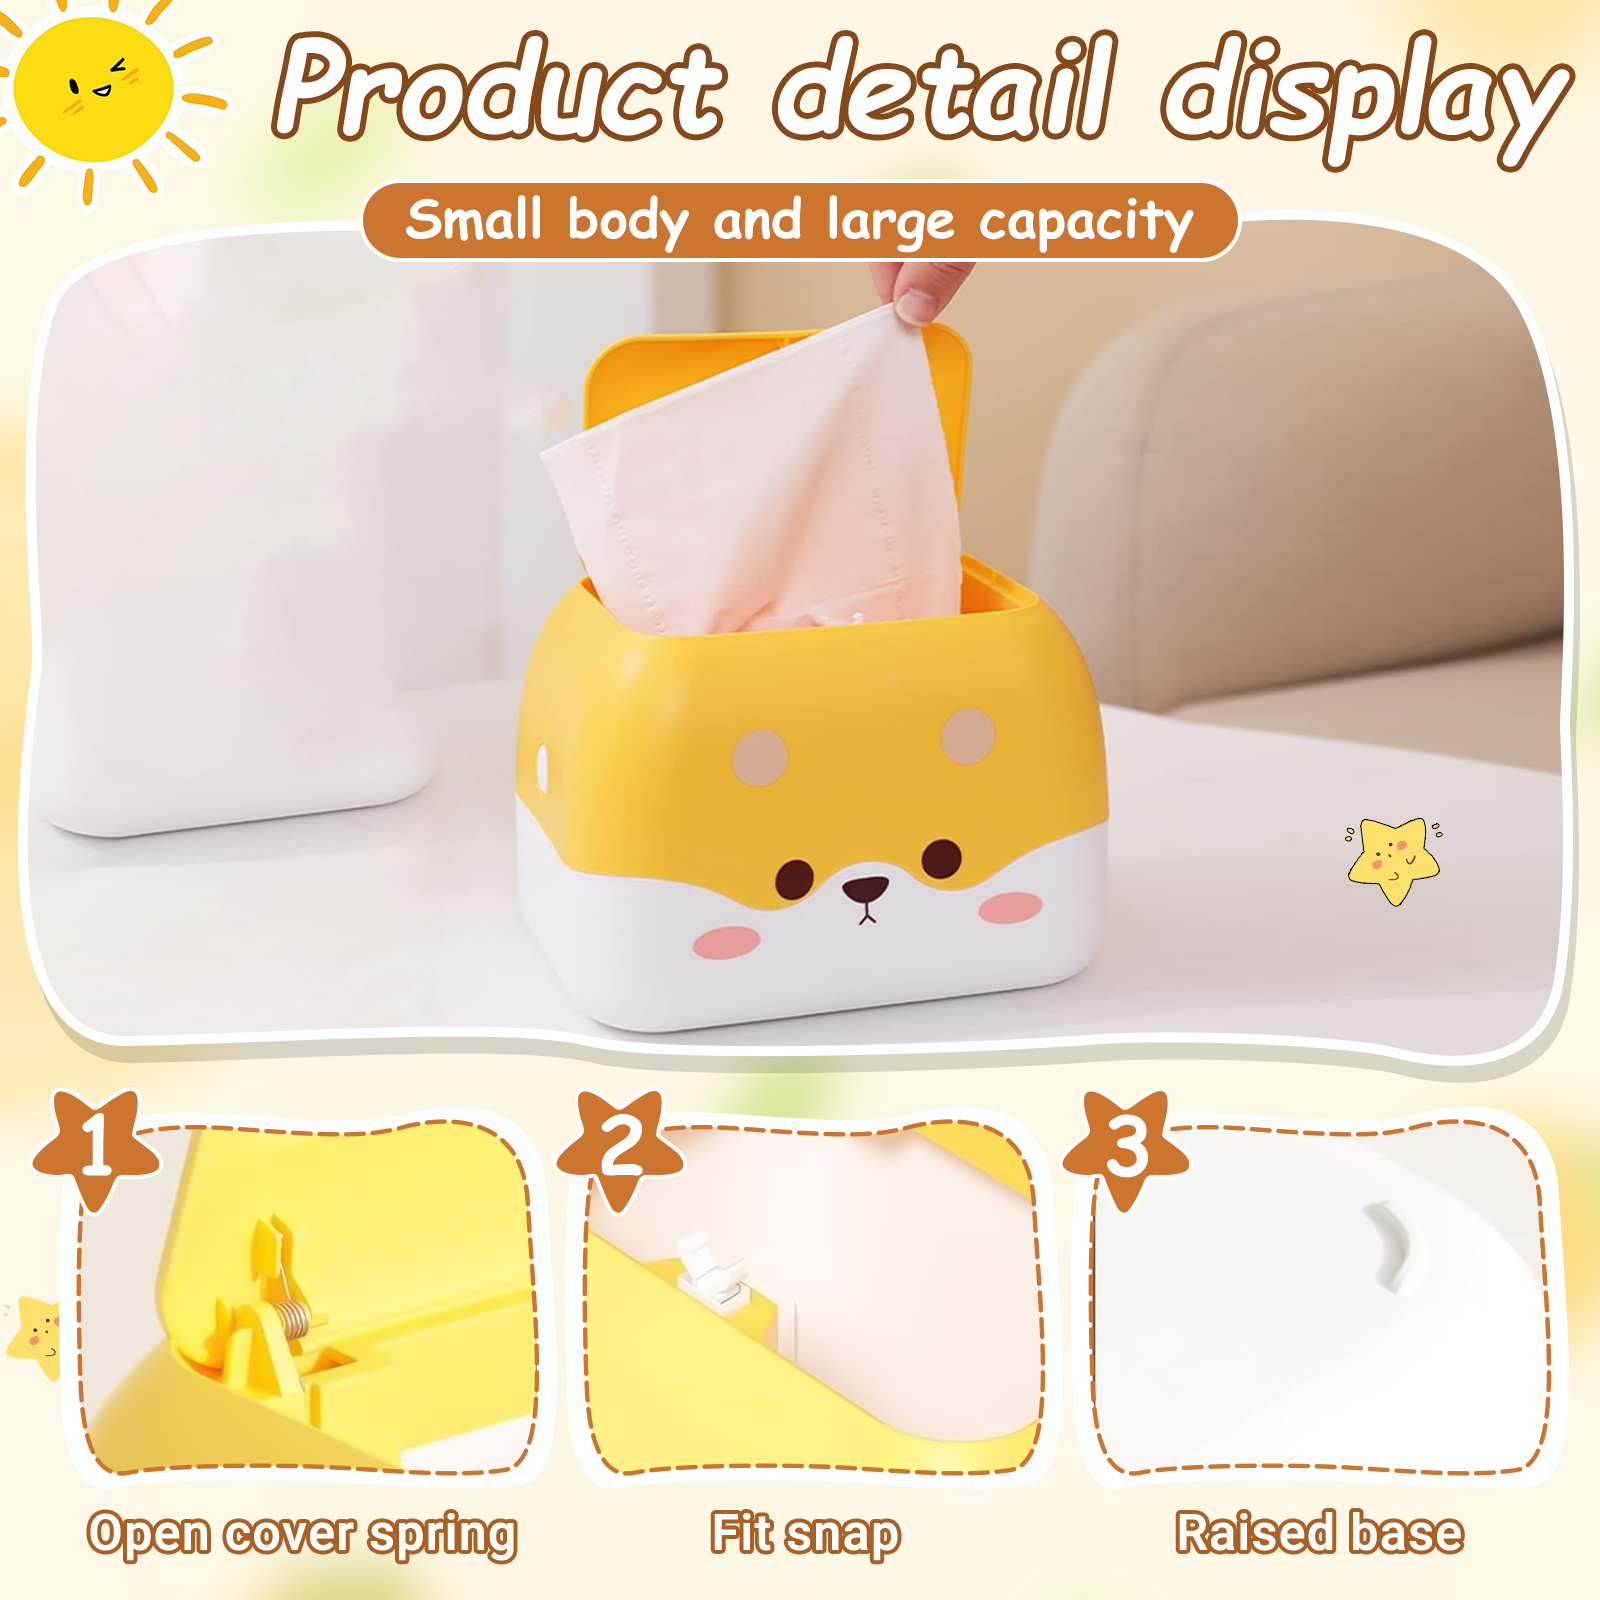 Product detail display
Small body and large capacity
1
2
3
Open cover spring
Fit snap
Raised base